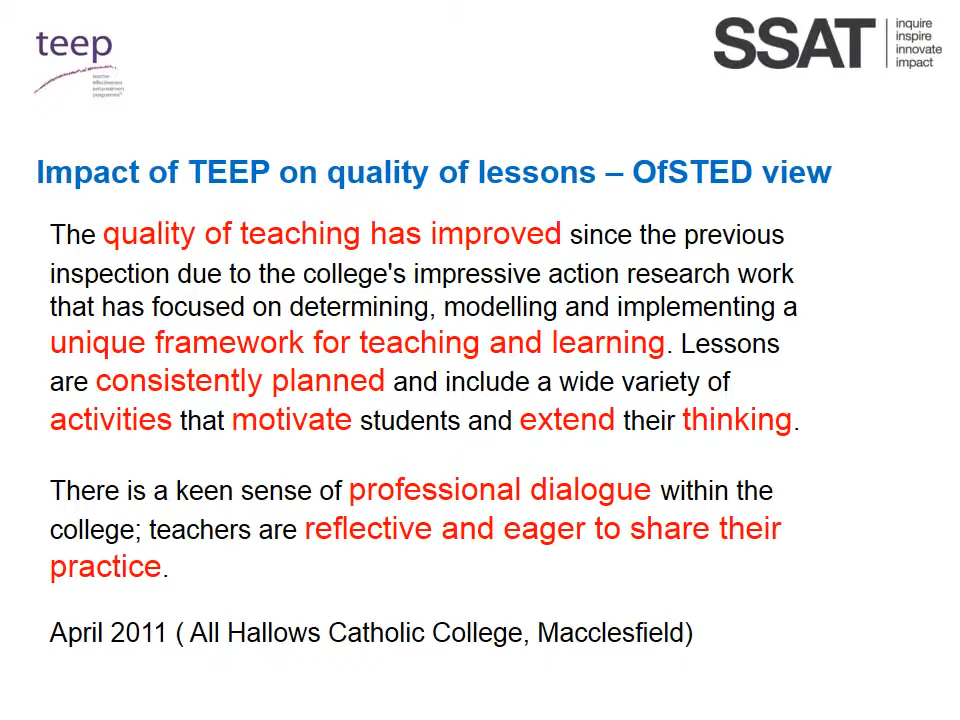 teep
teacher
effectiveness
enhancement
programme®
SSAT
inquire
inspire
innovate
impact
Impact of TEEP on quality of lessons – OfSTED view
The quality of teaching has improved since the previous
inspection due to the college's impressive action research work
that has focused on determining, modelling and implementing a
unique framework for teaching and learning. Lessons
are consistently planned and include a wide variety of
activities that motivate students and extend their thinking.
There is a keen sense of professional dialogue within the
college; teachers are reflective and eager to share their
practice.
April 2011 ( All Hallows Catholic College, Macclesfield)